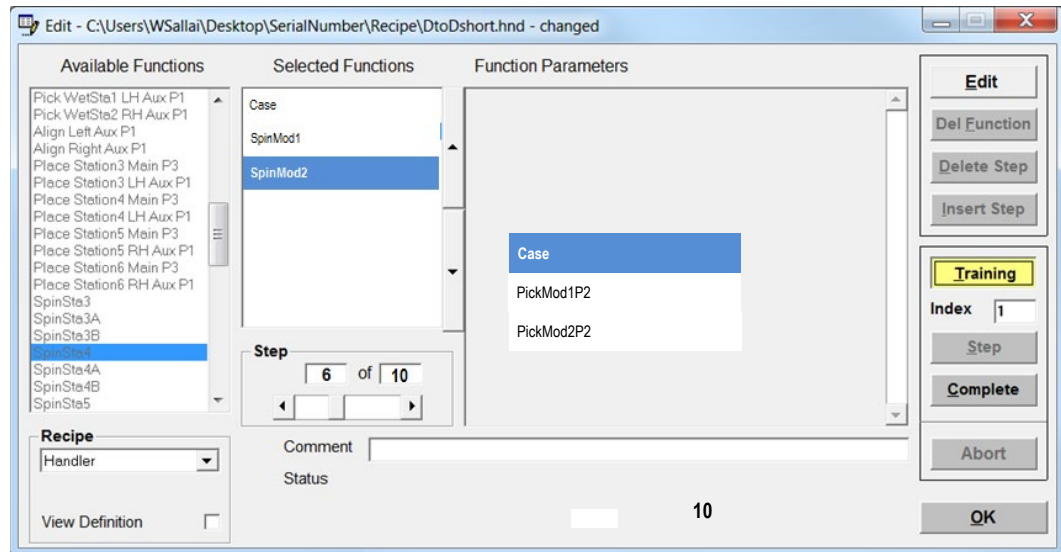 Edit - C:\Users\WSallai\Desktop\SerialNumber\Recipe\DtoDshort.hnd - changed
Available Functions
Selected Functions
Function Parameters
Pick WetSta1 LH Aux P1
Pick WetSta2 RH Aux P1
Align Left Aux P1
Align Right Aux P1
Place Station3 Main P3
Place Station3 LH Aux P1
Place Station4 Main P3
Place Station4 LH Aux P1
Place Station5 Main P3
Place Station5 RH Aux P1
Place Station6 Main P3
Place Station6 RH Aux P1
SpinSta3
SpinSta3A
SpinSta3B
SpinSta4
SpinSta4A
SpinSta4B
SpinSta5
Case
SpinMod1
SpinMod2
Case
PickMod1P2
PickMod2P2
Step
6 of 10
Edit
Del Function
Delete Step
Insert Step
Training
Index 1
Step
Complete
Abort
OK
Recipe
Handler
View Definition
Comment
Status
10